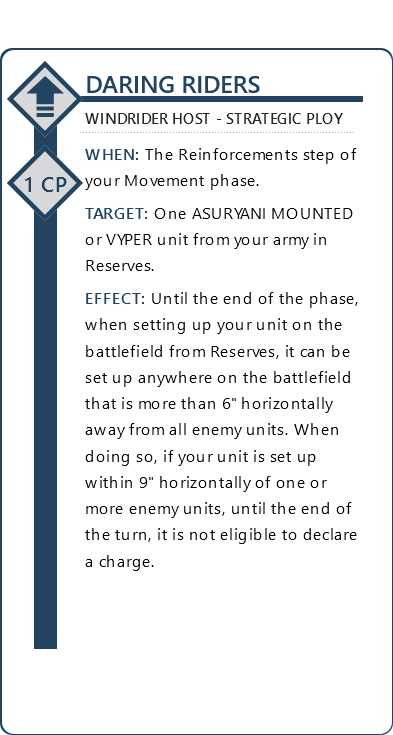 DARING RIDERS
WINDRIDER HOST - STRATEGIC PLOY
1 CP
WHEN: The Reinforcements step of
your Movement phase.
TARGET: One ASURYANI MOUNTED
or VYPER unit from your army in
Reserves.
EFFECT: Until the end of the phase,
when setting up your unit on the
battlefield from Reserves, it can be
set up anywhere on the battlefield
that is more than 6" horizontally
away from all enemy units. When
doing so, if your unit is set up
within 9" horizontally of one or
more enemy units, until the end of
the turn, it is not eligible to declare
a charge.